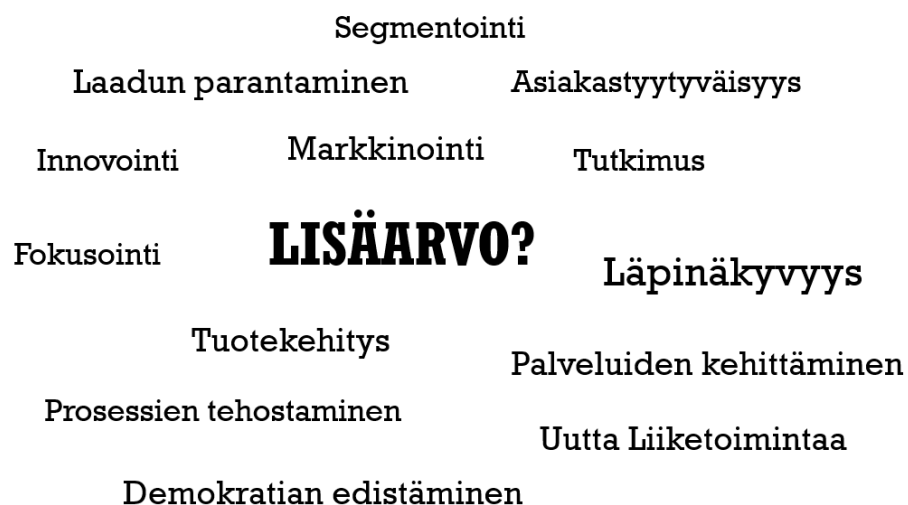 Segmentointi
Laadun parantaminen
Asiakastyytyväisyys
Innovointi
Markkinointi
Tutkimus
LISÄARVO?
Fokusointi
Läpinäkyvyys
Tuotekehitys
Palveluiden kehittäminen
Prosessien tehostaminen
Uutta Liiketoimintaa
Demokratian edistäminen